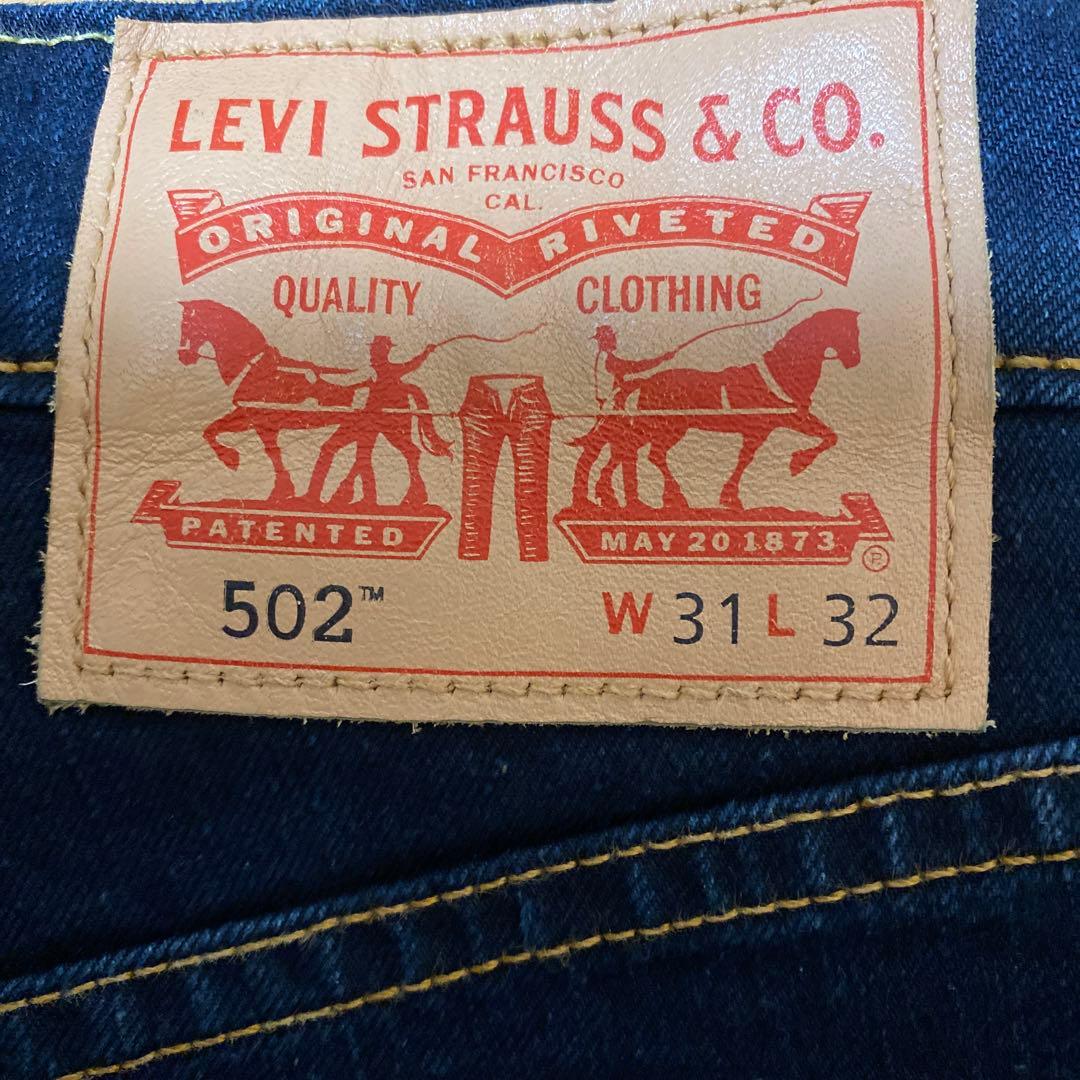 LEVI STRAUSS & CO.
SAN FRANCISCO
CAL.
ORIGINAL RIVETED
QUALITY CLOTHING
PATENTED MAY 20 1873 ®
502™ W 31 L 32